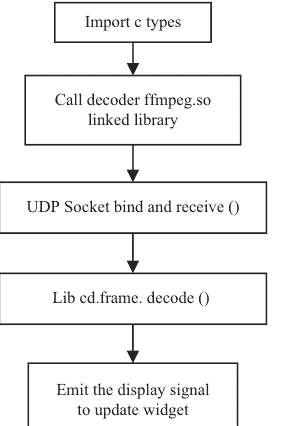 Import c types
Call decoder ffmpeg.so
linked library
UDP Socket bind and receive ()
Lib cd.frame. decode ()
Emit the display signal
to update widget